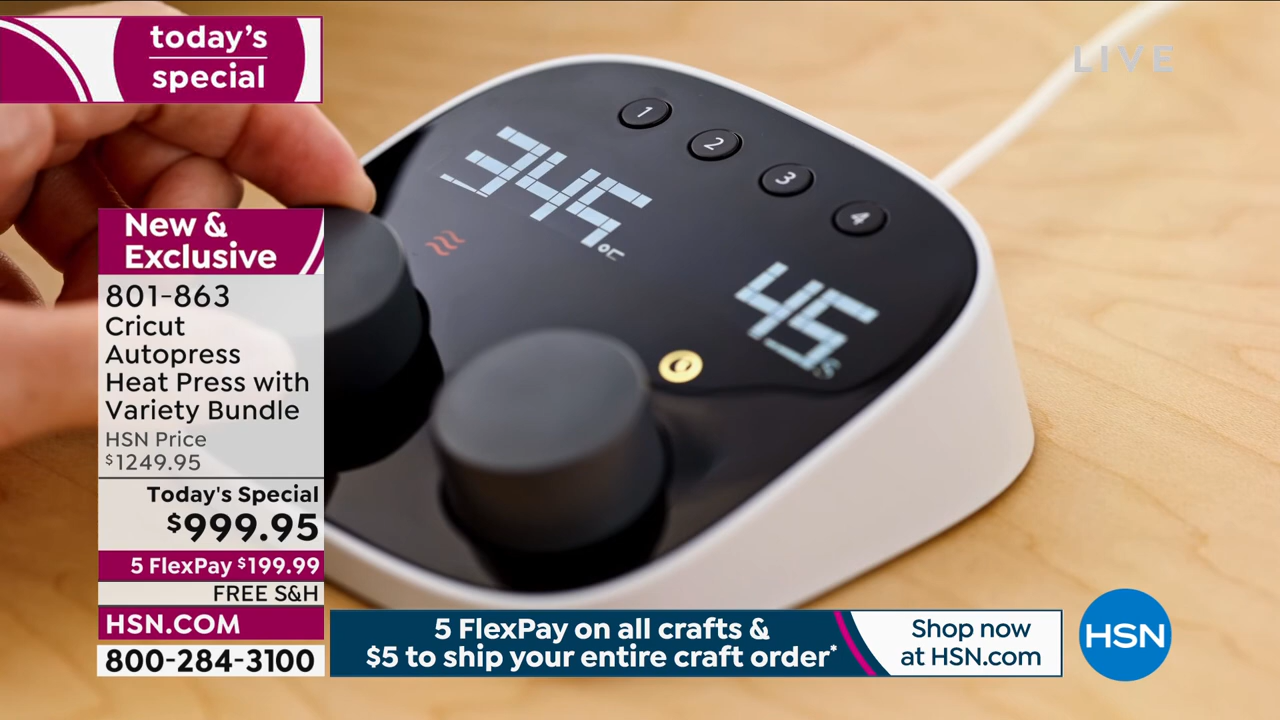 today's
special
LIVE
1
2
3
4
345
°C
45
s
New &
Exclusive
801-863
Cricut
Autopress
Heat Press with
Variety Bundle
HSN Price
$1249.95
Today's Special
$999.95
5 FlexPay $199.99
FREE S&H
HSN.COM
800-284-3100
5 FlexPay on all crafts &
$5 to ship your entire craft order*
Shop now
at HSN.com
HSN